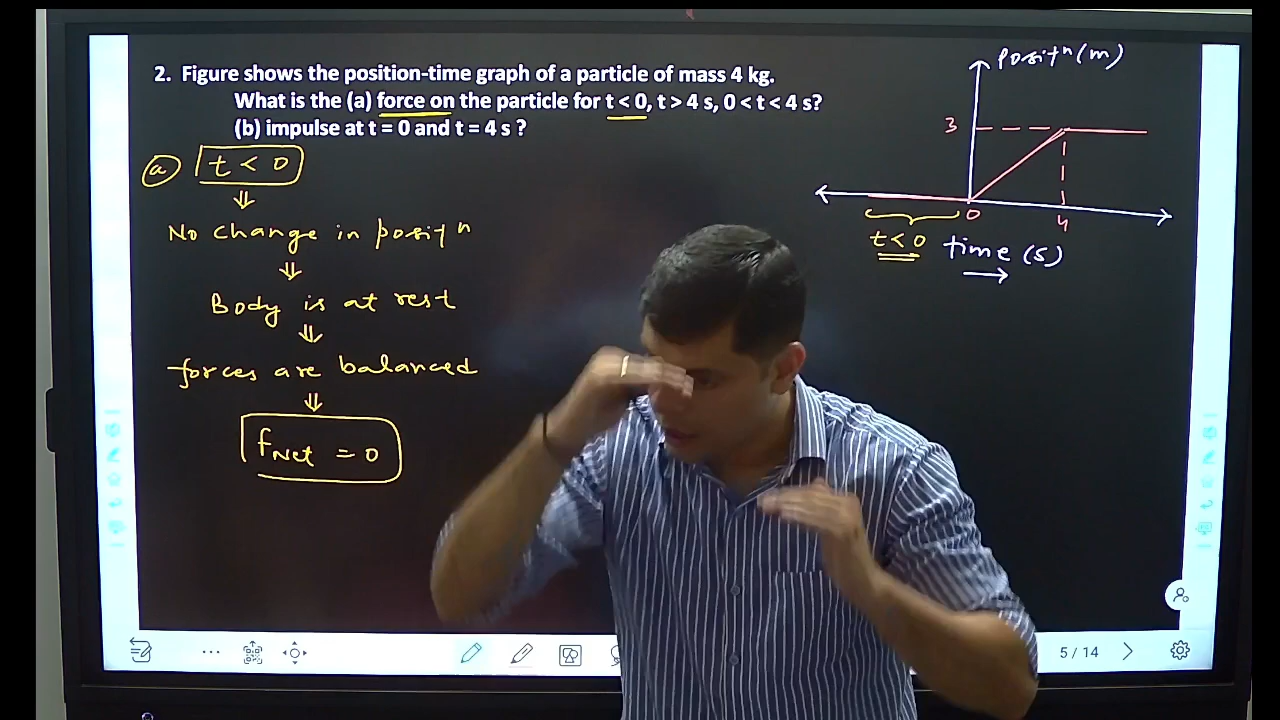 2. Figure shows the position-time graph of a particle of mass 4 kg.
What is the (a) force on the particle for t < 0, t > 4 s, 0 < t < 4 s?
(b) impulse at t = 0 and t = 4 s ?
(a) t < 0
⇓
No change in positⁿ
⇓
Body is at rest
⇓
forces are balanced
⇓
fNet = 0
positⁿ (m)
3
0
4
t < 0
time (s)
→
5 / 14